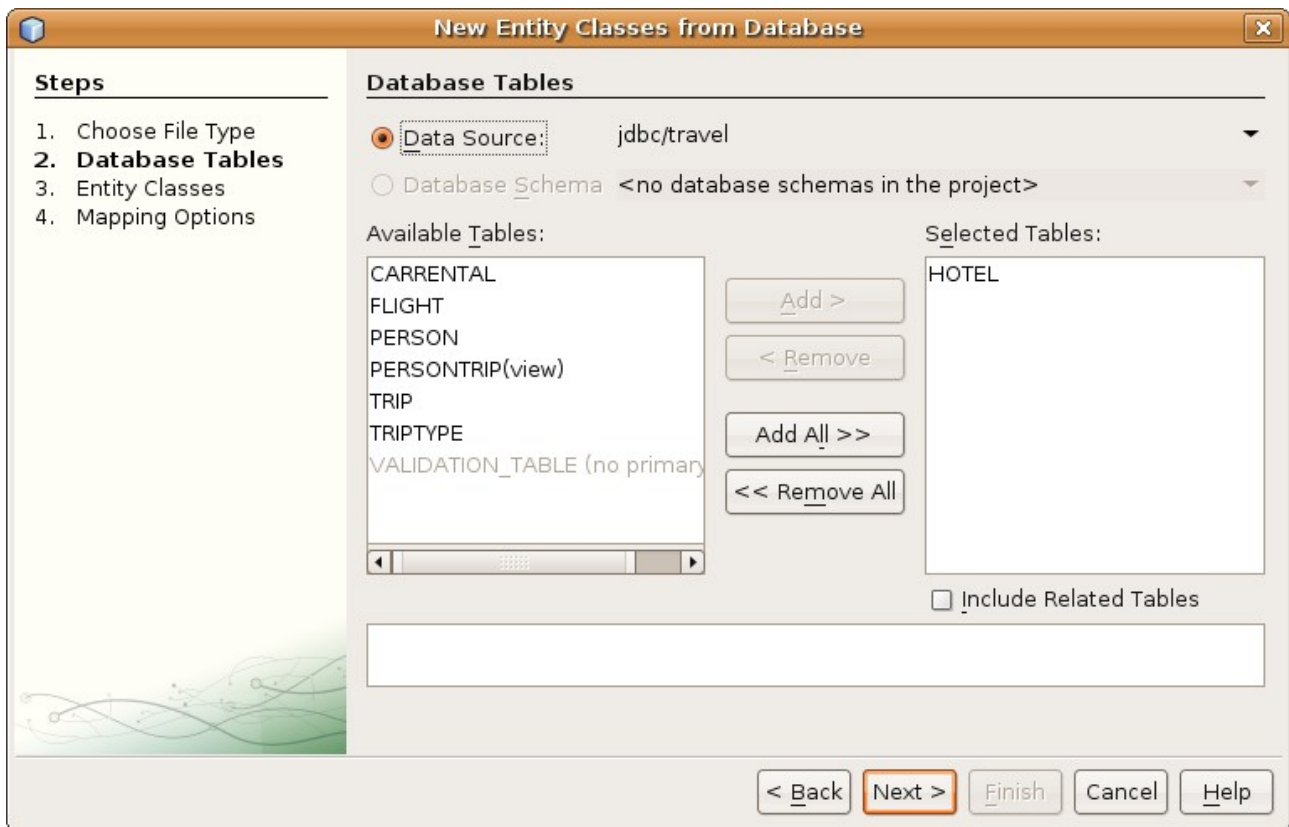 New Entity Classes from Database
Steps
1. Choose File Type
2. Database Tables
3. Entity Classes
4. Mapping Options
Database Tables
Data Source: jdbc/travel
Database Schema <no database schemas in the project>
Available Tables:
CARRENTAL
FLIGHT
PERSON
PERSONTRIP(view)
TRIP
TRIPTYPE
VALIDATION_TABLE (no primary
Add >
< Remove
Add All >>
<< Remove All
Selected Tables:
HOTEL
Include Related Tables
< Back Next > Finish Cancel Help